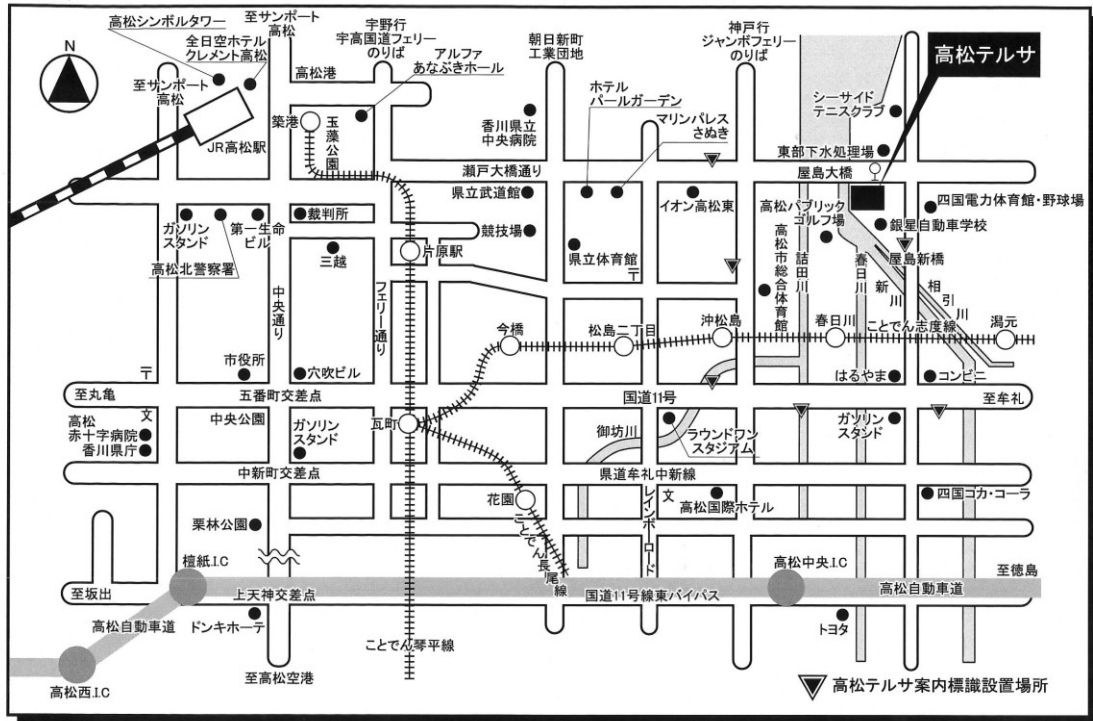 高松シンボルタワー
全日空ホテル
クレメント高松
至サンポート
高松
宇野行
宇高国道フェリー
のりば
アルファ
あなぶきホール
朝日新町
工業団地
神戸行
ジャンボフェリー
のりば
高松テルサ
N
至サンポート
高松
高松港
築港
玉藻公園
JR高松駅
香川県立
中央病院
ホテル
パールガーデン
マリンパレス
さぬき
シーサイド
テニスクラブ
東部下水処理場
瀬戸大橋通り
屋島大橋
ガソリン
スタンド
第一生命
ビル
高松北警察署
裁判所
三越
片原駅
県立武道館
競技場
県立体育館
〒
イオン高松東
高松パブリック
ゴルフ場
四国電力体育館・野球場
銀星自動車学校
高松市総合体育館
詰田川
春日川
新川
相引川
屋島新橋
中央通り
フェリー通り
今橋
松島二丁目
沖松島
春日川
ことでん志度線
潟元
市役所
穴吹ビル
〒
はるやま
コンビニ
至丸亀
五番町交差点
国道11号
至牟礼
文
高松
赤十字病院
香川県庁
中央公園
ガソリン
スタンド
瓦町
御坊川
ラウンドワン
スタジアム
ガソリン
スタンド
中新町交差点
県道牟礼中新線
花園
ことでん長尾線
レインボーロード
文
高松国際ホテル
四国コカ・コーラ
栗林公園
檀紙.I.C
高松中央.I.C
至徳島
至坂出
上天神交差点
国道11号線東バイパス
高松自動車道
高松自動車道
ドンキホーテ
ことでん琴平線
トヨタ
高松西.I.C
至高松空港
高松テルサ案内標識設置場所